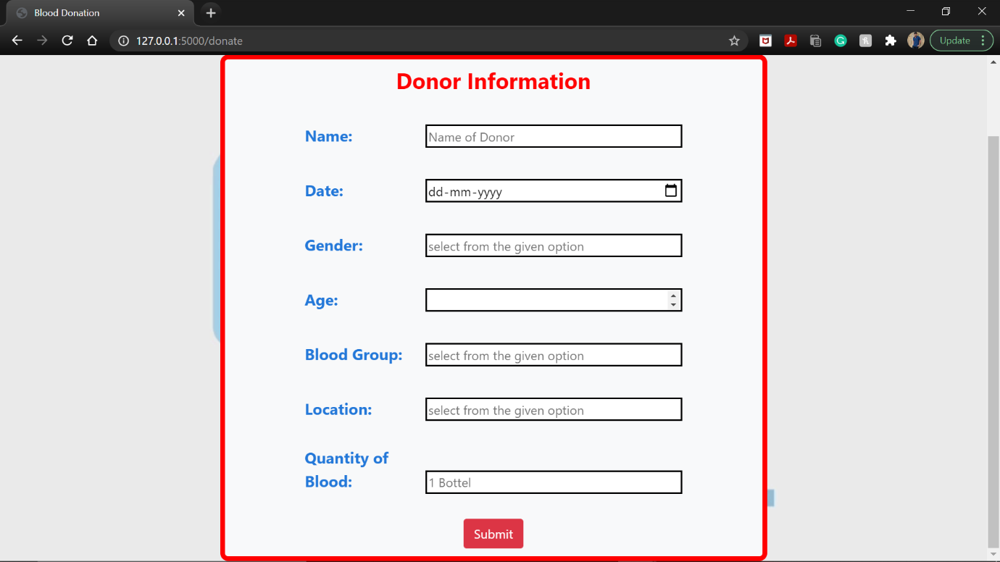 Blood Donation
127.0.0.1:5000/donate
Update
Donor Information
Name:
Name of Donor
Date:
dd-mm-yyyy
Gender:
select from the given option
Age:
Blood Group:
select from the given option
Location:
select from the given option
Quantity of
Blood:
1 Bottel
Submit